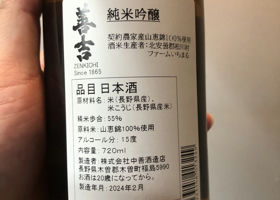 善吉
ZENKICHI
Since 1865
純米吟醸
契約農家産山恵錦100%使用
酒米生産者:北安曇郡松川村
ファームいちまる
品目 日本酒
原材料名:米(長野県産)、
米こうじ(長野県産米)
精米歩合:55%
原料米:山恵錦100%使用
アルコール分:15度
内容量:720ml
製造者:株式会社中善酒造店
長野県木曽郡木曽町福島5990
お酒は20歳になってから。
製造年月:2024年2月